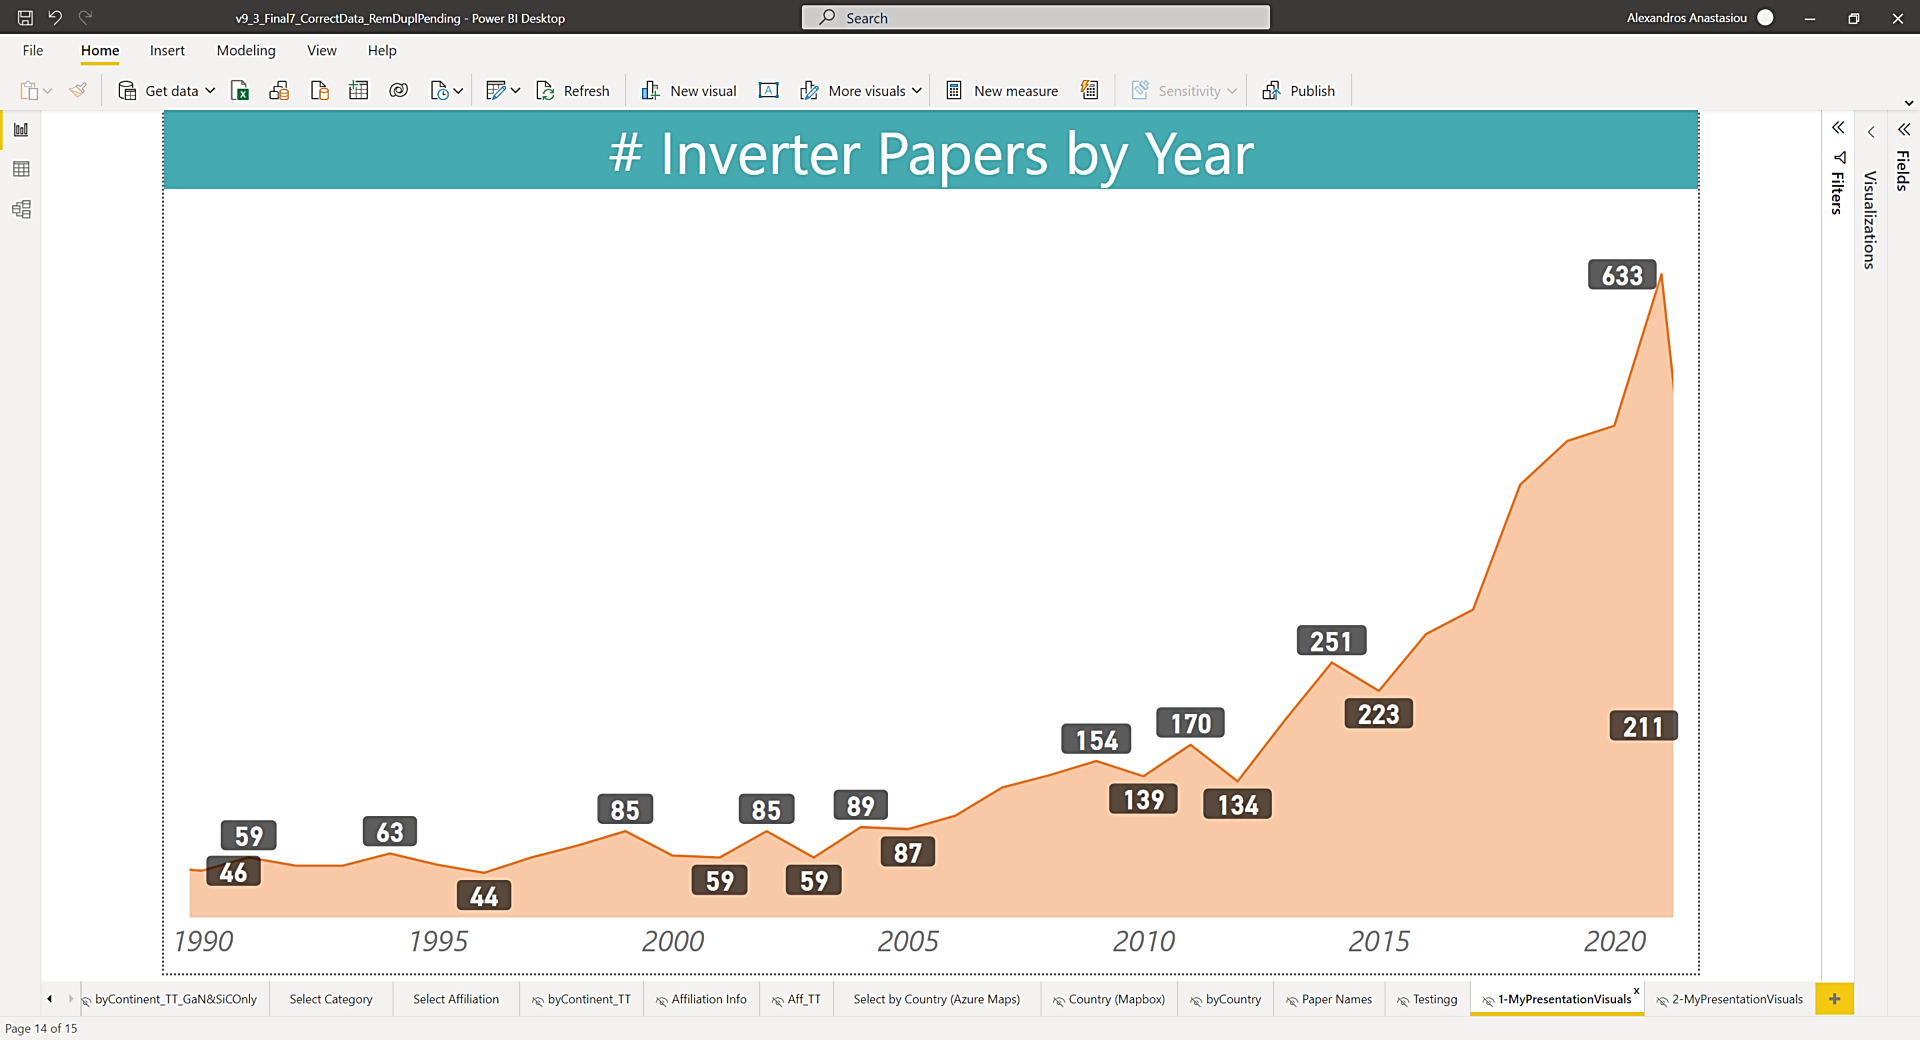 v9_3_Final7_CorrectData_RemDuplPending - Power BI Desktop
Search
Alexandros Anastasiou
File Home Insert Modeling View Help
Get data Refresh New visual More visuals New measure Sensitivity Publish
# Inverter Papers by Year
Filters
Visualizations
Fields
633
251
223
211
170
154
139
134
85
85
89
87
59
63
46
44
59
59
1990 1995 2000 2005 2010 2015 2020
byContinent_TT_GaN&SiCOnly Select Category Select Affiliation byContinent_TT Affiliation Info Aff_TT Select by Country (Azure Maps) Country (Mapbox) byCountry Paper Names Testingg 1-MyPresentationVisuals x 2-MyPresentationVisuals +
Page 14 of 15